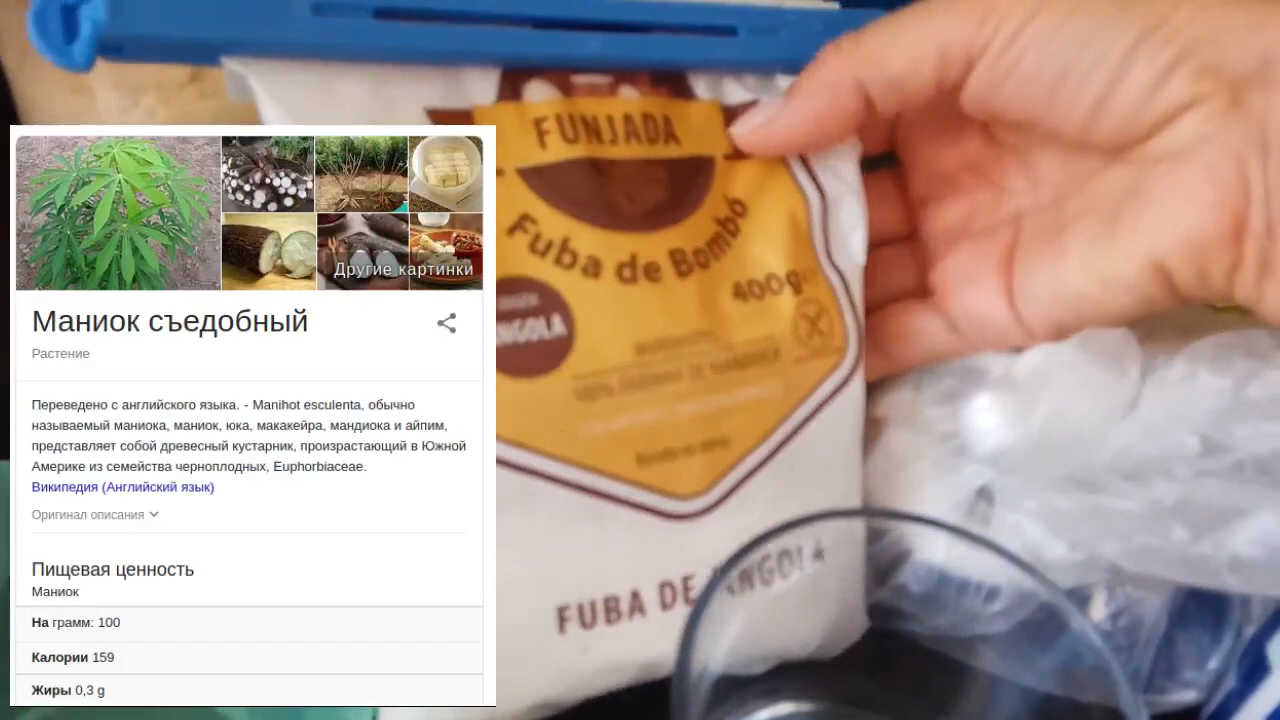 Другие картинки
Маниок съедобный
Растение
Переведено с английского языка. - Manihot esculenta, обычно
называемый маниока, маниок, юка, макакейра, мандиока и айпим,
представляет собой древесный кустарник, произрастающий в Южной
Америке из семейства черноплодных, Euphorbiaceae.
Википедия (Английский язык)
Оригинал описания
Пищевая ценность
Маниок
На грамм: 100
Калории 159
Жиры 0,3 g
FUNJADA
Fuba de Bombó
400g
NGOLA
FUBA DE ANGOLA